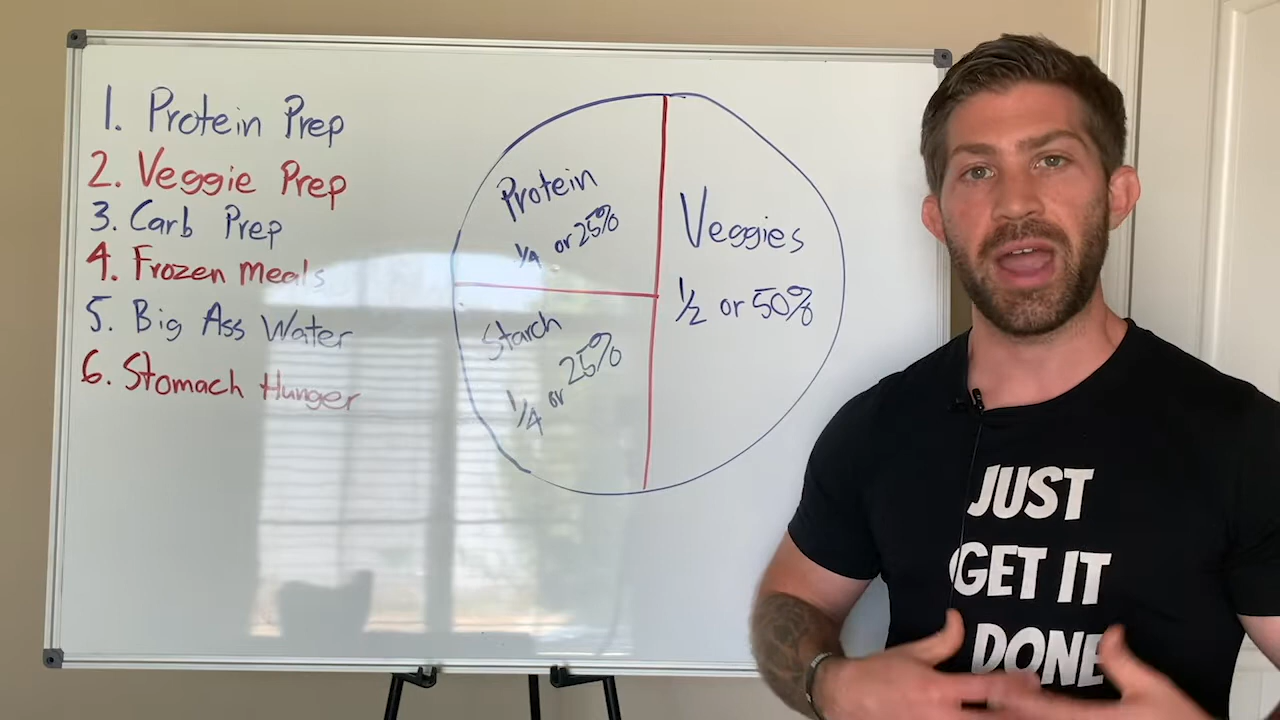 1. Protein Prep
2. Veggie Prep
3. Carb Prep
4. Frozen Meals
5. Big Ass Water
6. Stomach Hunger
Protein
1/4 or 25%
Starch
1/4 or 25%
Veggies
1/2 or 50%
JUST
GET IT
DONE